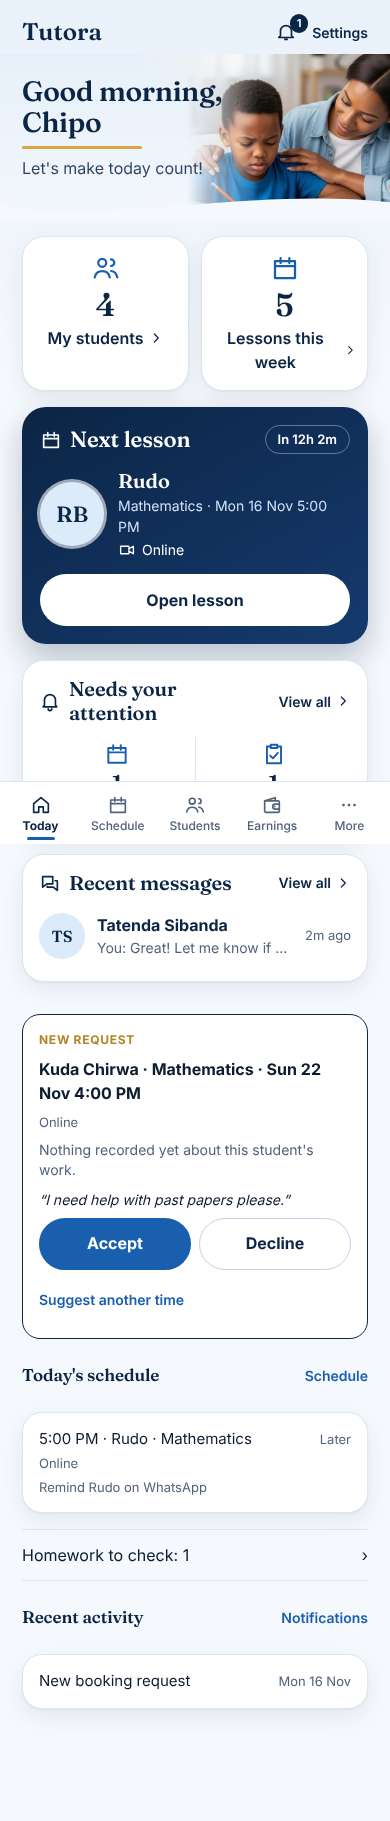 Tutora
1
Settings
Good morning,
Chipo
Let's make today count!
4
My students
5
Lessons this
week
Next lesson
In 12h 2m
RB
Rudo
Mathematics · Mon 16 Nov 5:00
PM
Online
Open lesson
Needs your
attention
View all
Today
Schedule
Students
Earnings
More
Recent messages
View all
TS
Tatenda Sibanda
You: Great! Let me know if ...
2m ago
NEW REQUEST
Kuda Chirwa · Mathematics · Sun 22
Nov 4:00 PM
Online
Nothing recorded yet about this student's
work.
“I need help with past papers please.”
Accept
Decline
Suggest another time
Today's schedule
Schedule
5:00 PM · Rudo · Mathematics
Later
Online
Remind Rudo on WhatsApp
Homework to check: 1
Recent activity
Notifications
New booking request
Mon 16 Nov